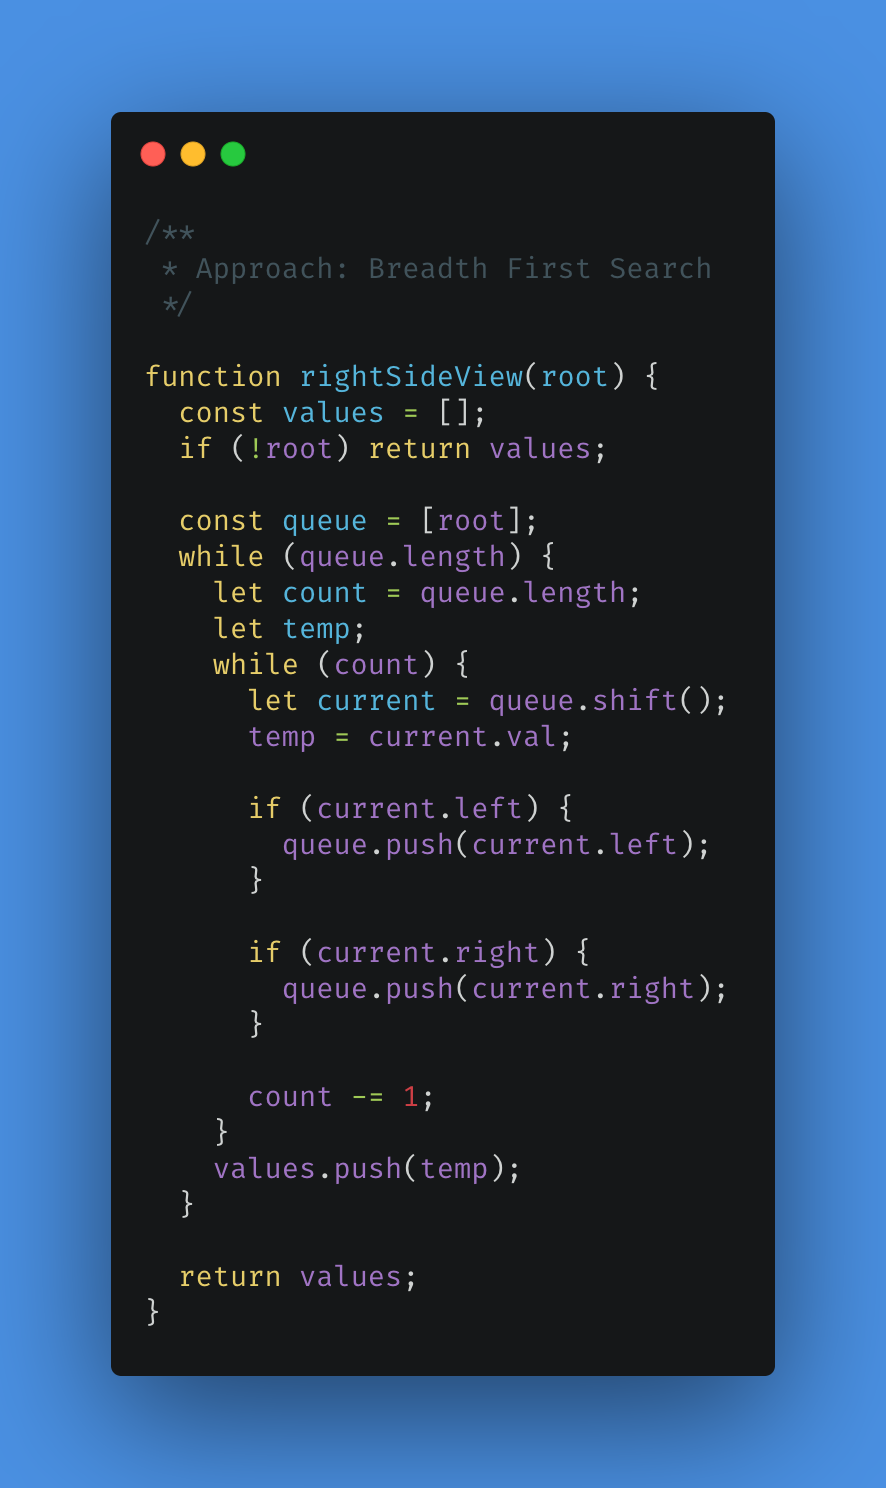 /**
 * Approach: Breadth First Search
 */
function rightSideView(root) {
  const values = [];
  if (!root) return values;
  const queue = [root];
  while (queue.length) {
    let count = queue.length;
    let temp;
    while (count) {
      let current = queue.shift();
      temp = current.val;
      if (current.left) {
        queue.push(current.left);
      }
      if (current.right) {
        queue.push(current.right);
      }
      count -= 1;
    }
    values.push(temp);
  }
  return values;
}